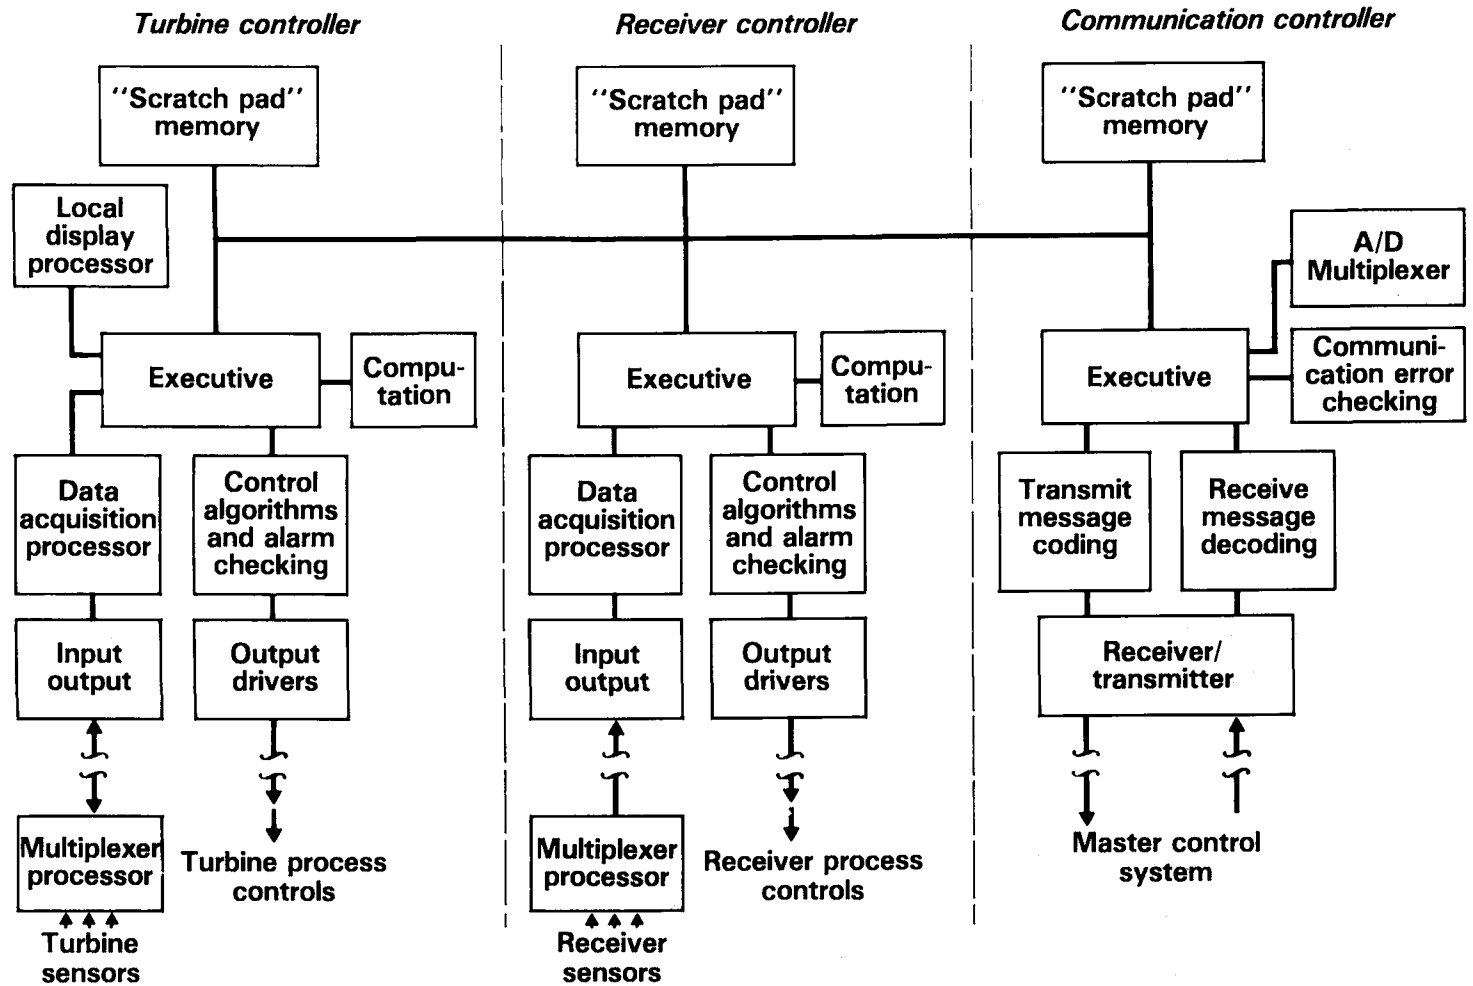 Turbine controller
Receiver controller
Communication controller
"Scratch pad"
memory
"Scratch pad"
memory
"Scratch pad"
memory
Local
display
processor
A/D
Multiplexer
Executive
Compu-
tation
Executive
Compu-
tation
Executive
Communi-
cation error
checking
Data
acquisition
processor
Control
algorithms
and alarm
checking
Data
acquisition
processor
Control
algorithms
and alarm
checking
Transmit
message
coding
Receive
message
decoding
Input
output
Output
drivers
Input
output
Output
drivers
Receiver/
transmitter
Multiplexer
processor
Turbine process
controls
Multiplexer
processor
Receiver process
controls
Master control
system
Turbine
sensors
Receiver
sensors